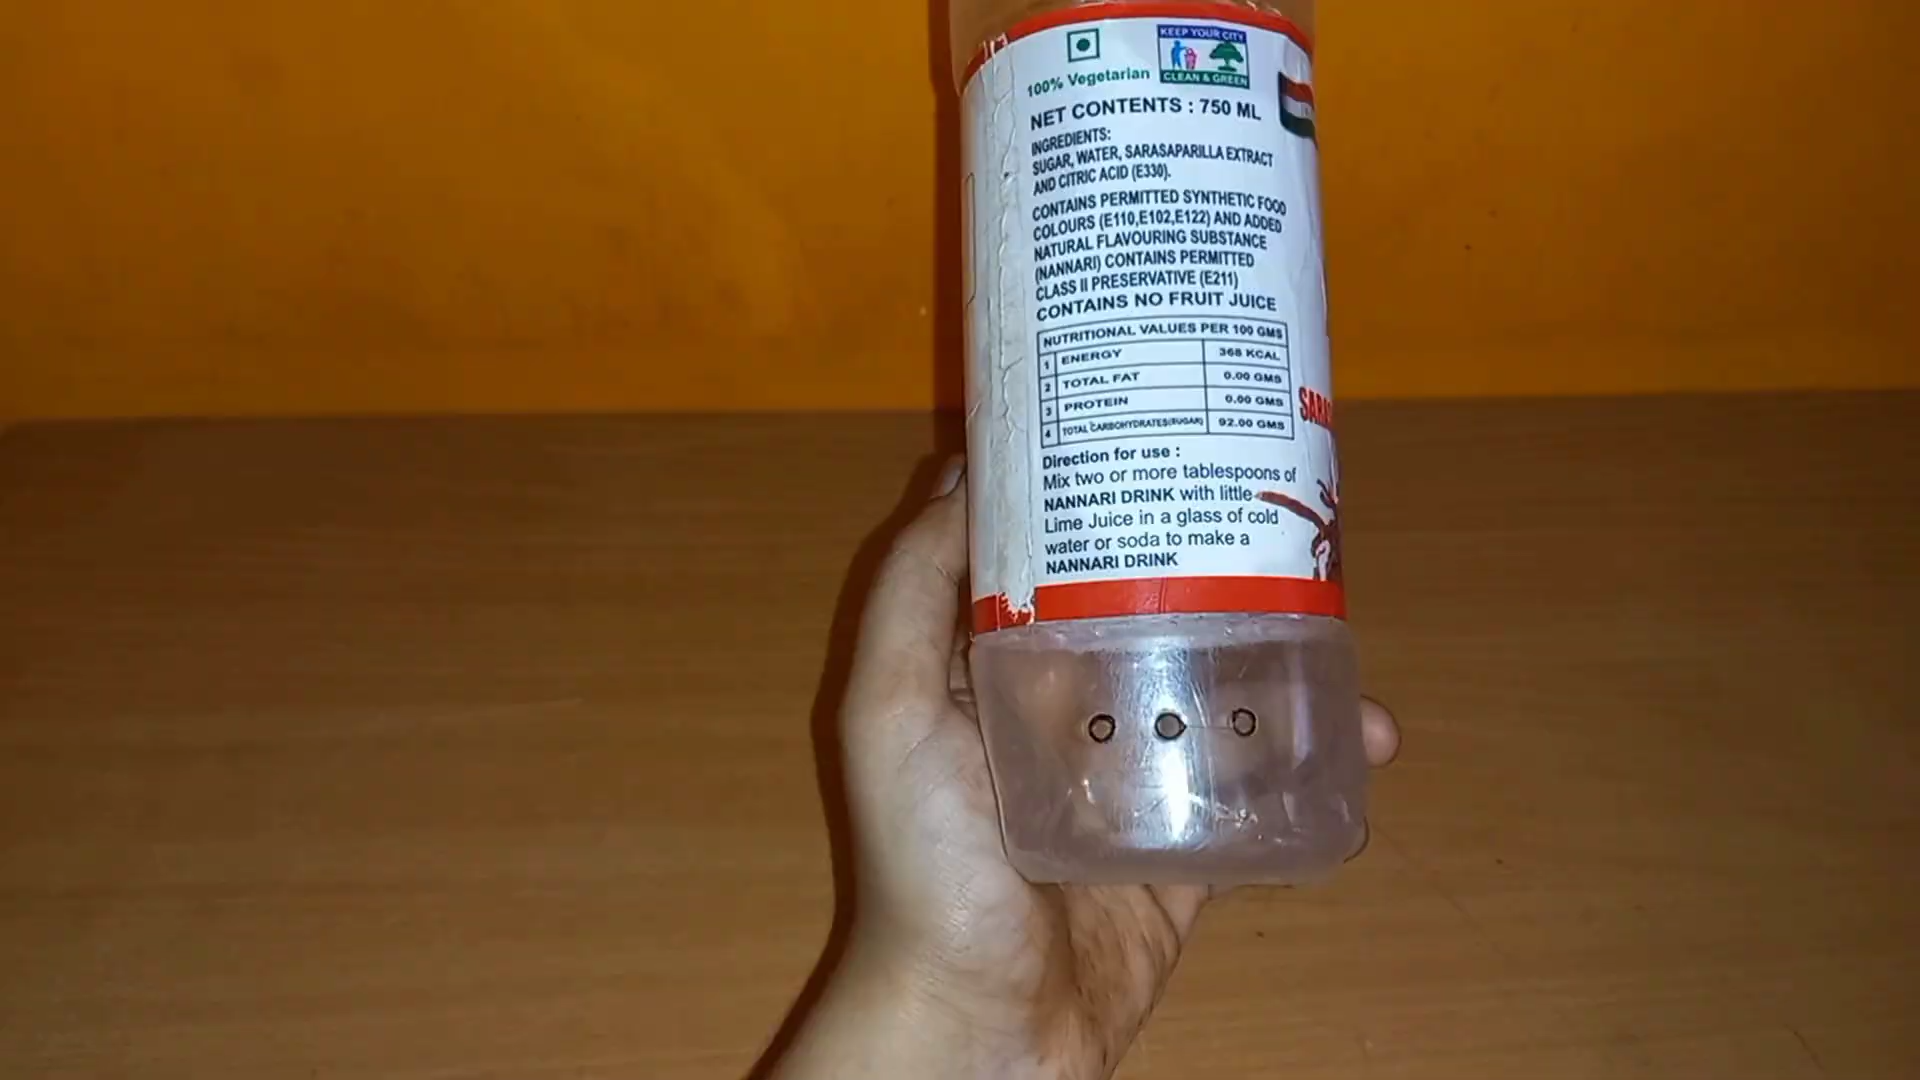 KEEP YOUR CITY
CLEAN & GREEN
100% Vegetarian
NET CONTENTS : 750 ML
INGREDIENTS:
SUGAR, WATER, SARASAPARILLA EXTRACT
AND CITRIC ACID (E330).
CONTAINS PERMITTED SYNTHETIC FOOD
COLOURS (E110,E102,E122) AND ADDED
NATURAL FLAVOURING SUBSTANCE
(NANNARI) CONTAINS PERMITTED
CLASS II PRESERVATIVE (E211)
CONTAINS NO FRUIT JUICE
NUTRITIONAL VALUES PER 100 GMS
1 ENERGY 368 KCAL
2 TOTAL FAT 0.00 GMS
3 PROTEIN 0.00 GMS
4 TOTAL CARBOHYDRATES(SUGAR) 92.00 GMS
Direction for use :
Mix two or more tablespoons of
NANNARI DRINK with little
Lime Juice in a glass of cold
water or soda to make a
NANNARI DRINK